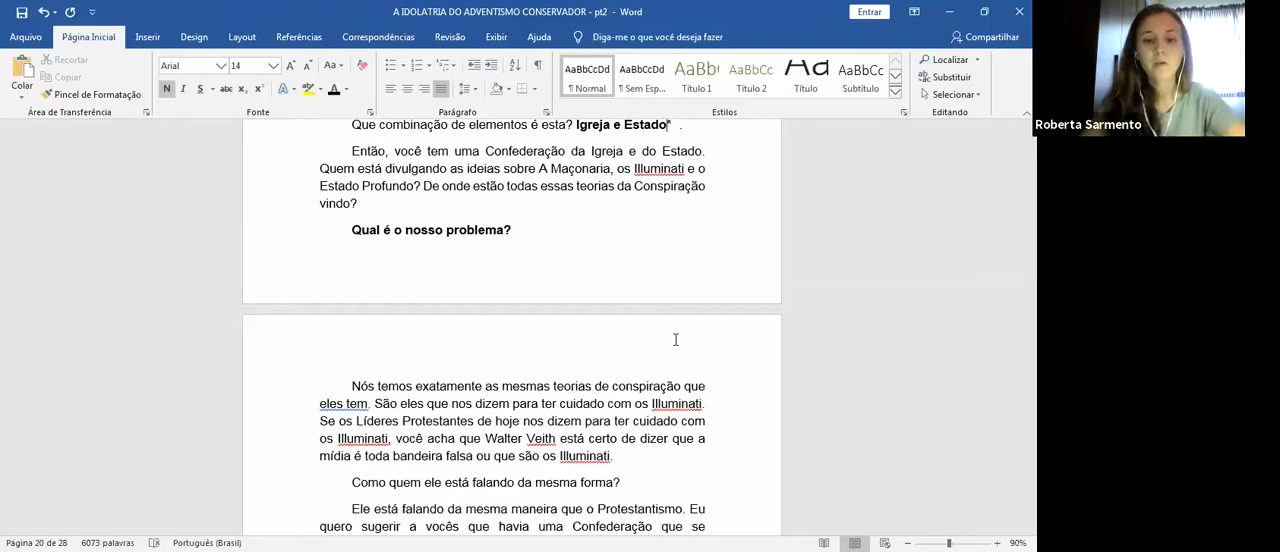 A IDOLATRIA DO ADVENTISMO CONSERVADOR - pt2 - Word
Entrar
Arquivo Página Inicial Inserir Design Layout Referências Correspondências Revisão Exibir Ajuda Diga-me o que você deseja fazer Compartilhar
Colar
Recortar
Copiar
Pincel de Formatação
Área de Transferência
Arial 14
Aa
N I S abc x₂ x²
Fonte
Parágrafo
AaBbCcDd
¶ Normal
AaBbCcDd
¶ Sem Esp...
AaBbC
Título 1
AaBbCc
Título 2
Aa
Título
AaBbCc
Subtítulo
Estilos
Localizar
Substituir
Selecionar
Editando
Roberta Sarmento
Que combinação de elementos é esta? Igreja e Estado" .
Então, você tem uma Confederação da Igreja e do Estado.
Quem está divulgando as ideias sobre A Maçonaria, os Illuminati e o
Estado Profundo? De onde estão todas essas teorias da Conspiração
vindo?
Qual é o nosso problema?
Nós temos exatamente as mesmas teorias de conspiração que
eles tem. São eles que nos dizem para ter cuidado com os Illuminati.
Se os Líderes Protestantes de hoje nos dizem para ter cuidado com
os Illuminati, você acha que Walter Veith está certo de dizer que a
mídia é toda bandeira falsa ou que são os Illuminati.
Como quem ele está falando da mesma forma?
Ele está falando da mesma maneira que o Protestantismo. Eu
quero sugerir a vocês que havia uma Confederação que se
Página 20 de 28 6073 palavras Português (Brasil) 90%